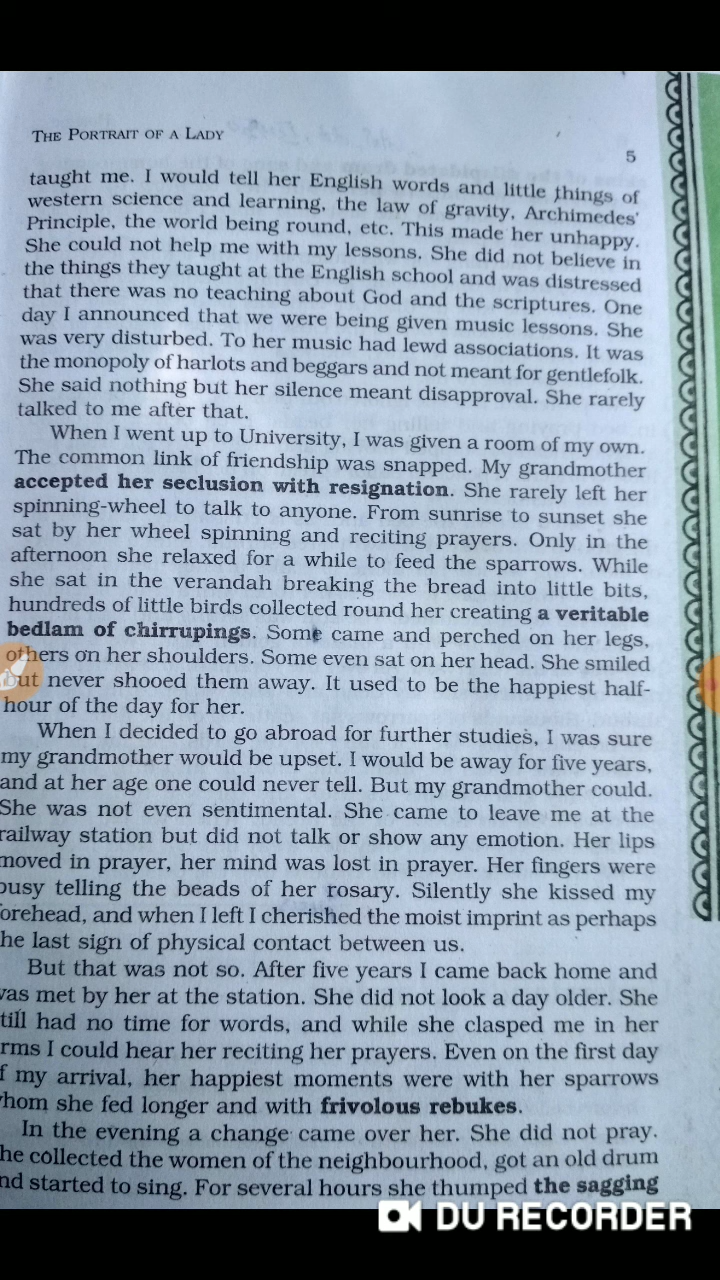 THE PORTRAIT OF A LADY
5
taught me. I would tell her English words and little things of
western science and learning, the law of gravity, Archimedes'
Principle, the world being round, etc. This made her unhappy.
She could not help me with my lessons. She did not believe in
the things they taught at the English school and was distressed
that there was no teaching about God and the scriptures. One
day I announced that we were being given music lessons. She
was very disturbed. To her music had lewd associations. It was
the monopoly of harlots and beggars and not meant for gentlefolk.
She said nothing but her silence meant disapproval. She rarely
talked to me after that.
When I went up to University, I was given a room of my own.
The common link of friendship was snapped. My grandmother
accepted her seclusion with resignation. She rarely left her
spinning-wheel to talk to anyone. From sunrise to sunset she
sat by her wheel spinning and reciting prayers. Only in the
afternoon she relaxed for a while to feed the sparrows. While
she sat in the verandah breaking the bread into little bits,
hundreds of little birds collected round her creating a veritable
bedlam of chirrupings. Some came and perched on her legs,
others on her shoulders. Some even sat on her head. She smiled
but never shooed them away. It used to be the happiest half-
hour of the day for her.
When I decided to go abroad for further studies, I was sure
my grandmother would be upset. I would be away for five years,
and at her age one could never tell. But my grandmother could.
She was not even sentimental. She came to leave me at the
railway station but did not talk or show any emotion. Her lips
moved in prayer, her mind was lost in prayer. Her fingers were
busy telling the beads of her rosary. Silently she kissed my
forehead, and when I left I cherished the moist imprint as perhaps
he last sign of physical contact between us.
But that was not so. After five years I came back home and
was met by her at the station. She did not look a day older. She
till had no time for words, and while she clasped me in her
rms I could hear her reciting her prayers. Even on the first day
f my arrival, her happiest moments were with her sparrows
whom she fed longer and with frivolous rebukes.
In the evening a change came over her. She did not pray.
he collected the women of the neighbourhood, got an old drum
nd started to sing. For several hours she thumped the sagging
DU RECORDER